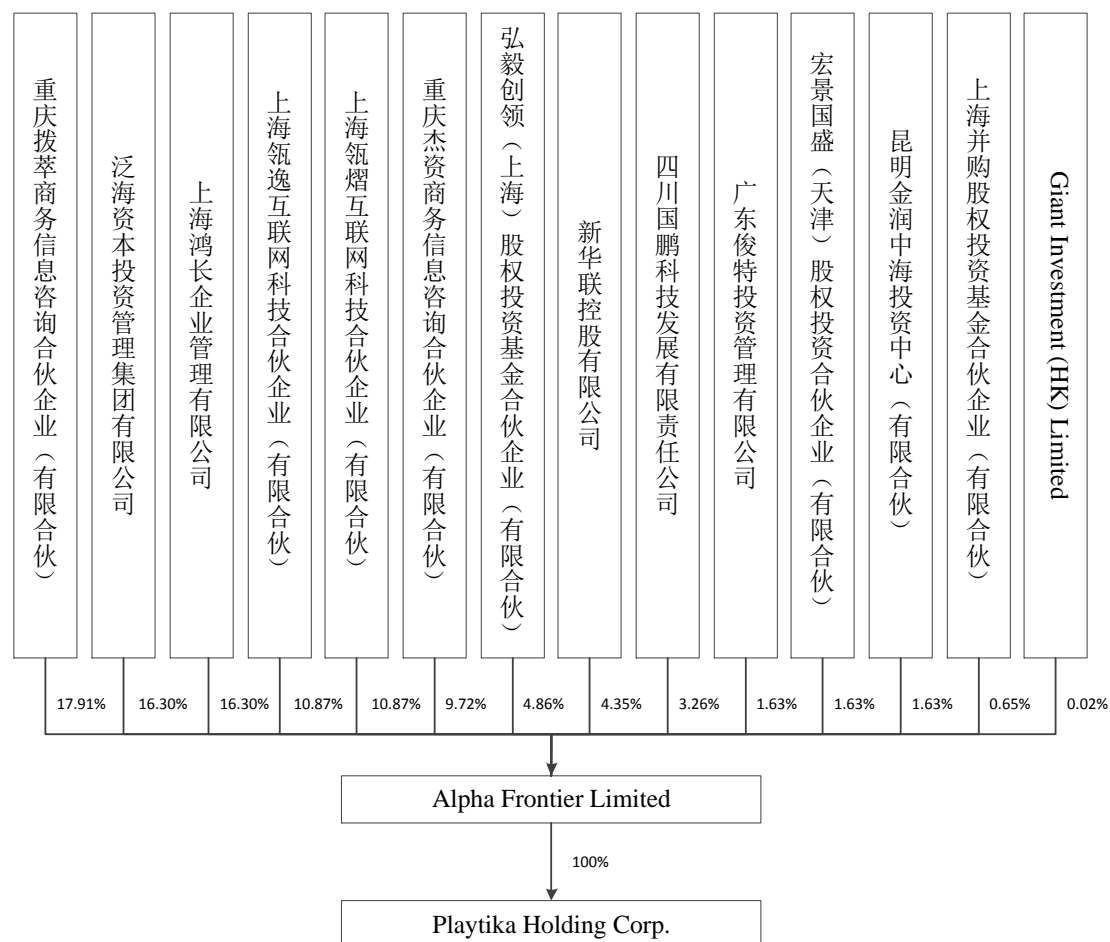 重庆拨萃商务信息咨询合伙企业（有限合伙）
泛海资本投资管理集团有限公司
上海鸿长企业管理有限公司
上海瓴逸互联网科技合伙企业（有限合伙）
上海瓴熠互联网科技合伙企业（有限合伙）
重庆杰资商务信息咨询合伙企业（有限合伙）
弘毅创领（上海）股权投资基金合伙企业（有限合伙）
新华联控股有限公司
四川国鹏科技发展有限责任公司
广东俊特投资管理有限公司
宏景国盛（天津）股权投资合伙企业（有限合伙）
昆明金润中海投资中心（有限合伙）
上海并购股权投资基金合伙企业（有限合伙）
Giant Investment (HK) Limited
17.91%
16.30%
16.30%
10.87%
10.87%
9.72%
4.86%
4.35%
3.26%
1.63%
1.63%
1.63%
0.65%
0.02%
Alpha Frontier Limited
100%
Playtika Holding Corp.